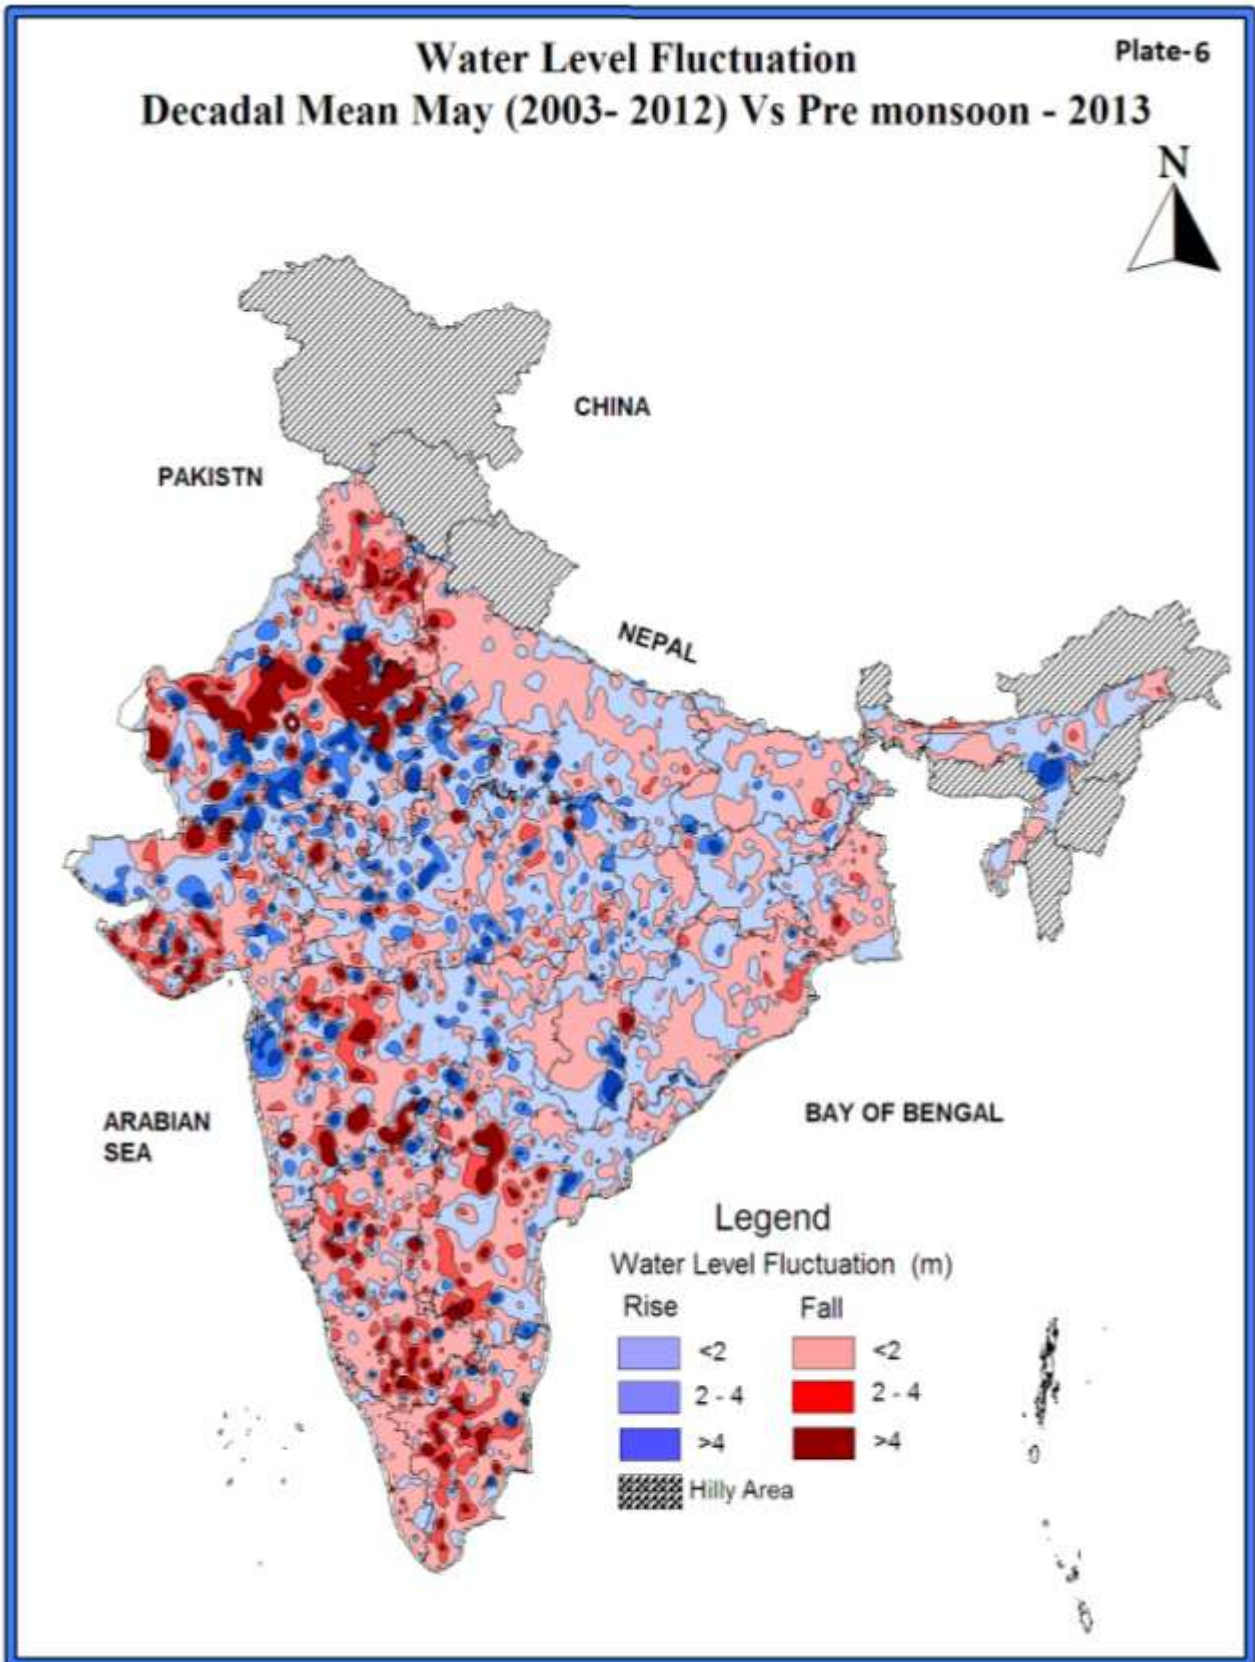 Water Level Fluctuation
Plate-6
Decadal Mean May (2003- 2012) Vs Pre monsoon - 2013
N
CHINA
PAKISTN
NEPAL
ARABIAN
SEA
BAY OF BENGAL
Legend
Water Level Fluctuation (m)
Rise Fall
<2 <2
2 - 4 2 - 4
>4 >4
Hilly Area